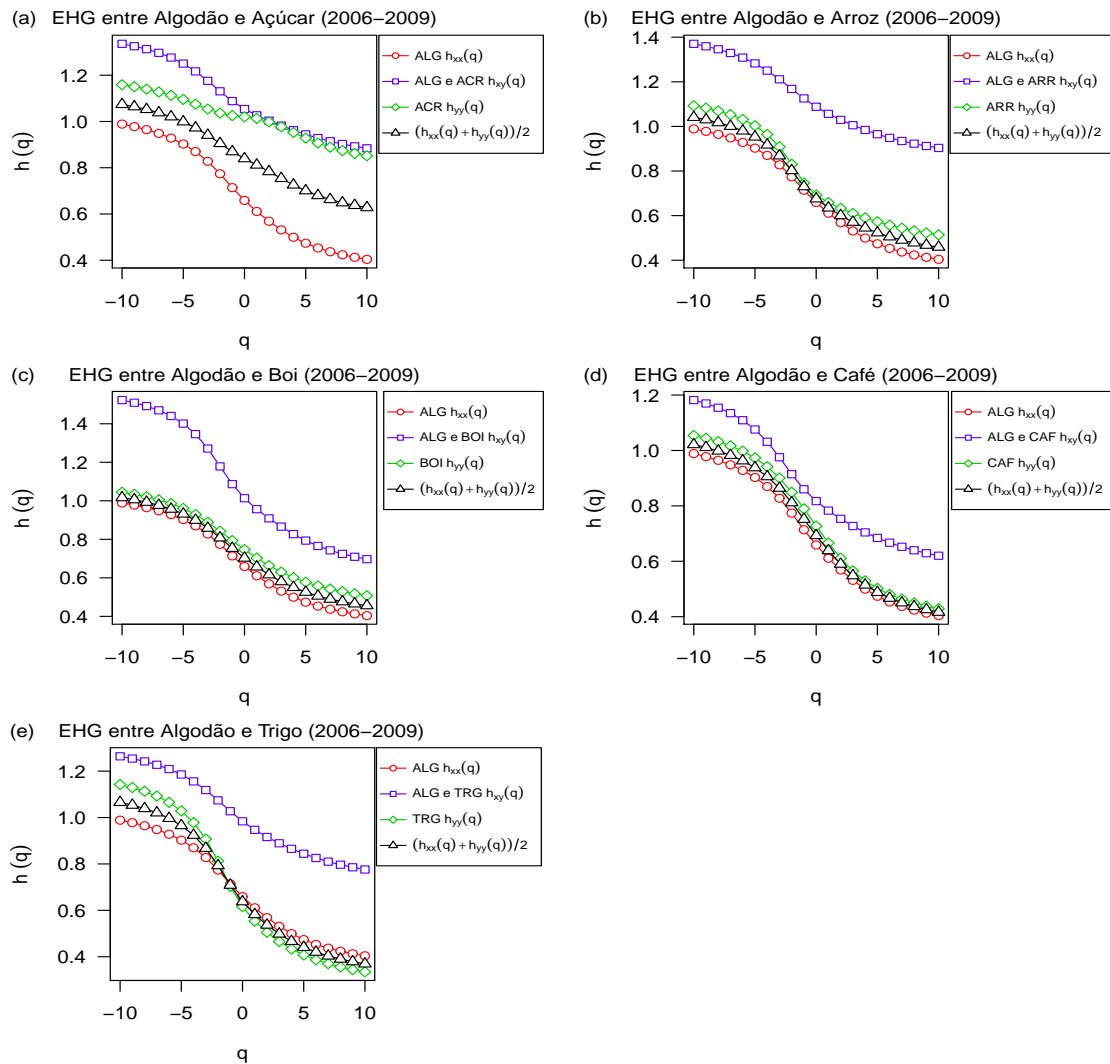 (a) EHG entre Algodão e Açúcar (2006−2009)
h (q)
1.2
1.0
0.8
0.6
0.4
−10 −5 0 5 10
q
ALG hxx(q)
ALG e ACR hxy(q)
ACR hyy(q)
(hxx(q)+hyy(q))/2
(b) EHG entre Algodão e Arroz (2006−2009)
h (q)
1.4
1.2
1.0
0.8
0.6
0.4
−10 −5 0 5 10
q
ALG hxx(q)
ALG e ARR hxy(q)
ARR hyy(q)
(hxx(q)+hyy(q))/2
(c) EHG entre Algodão e Boi (2006−2009)
h (q)
1.4
1.2
1.0
0.8
0.6
0.4
−10 −5 0 5 10
q
ALG hxx(q)
ALG e BOI hxy(q)
BOI hyy(q)
(hxx(q)+hyy(q))/2
(d) EHG entre Algodão e Café (2006−2009)
h (q)
1.2
1.0
0.8
0.6
0.4
−10 −5 0 5 10
q
ALG hxx(q)
ALG e CAF hxy(q)
CAF hyy(q)
(hxx(q)+hyy(q))/2
(e) EHG entre Algodão e Trigo (2006−2009)
h (q)
1.2
1.0
0.8
0.6
0.4
−10 −5 0 5 10
q
ALG hxx(q)
ALG e TRG hxy(q)
TRG hyy(q)
(hxx(q)+hyy(q))/2